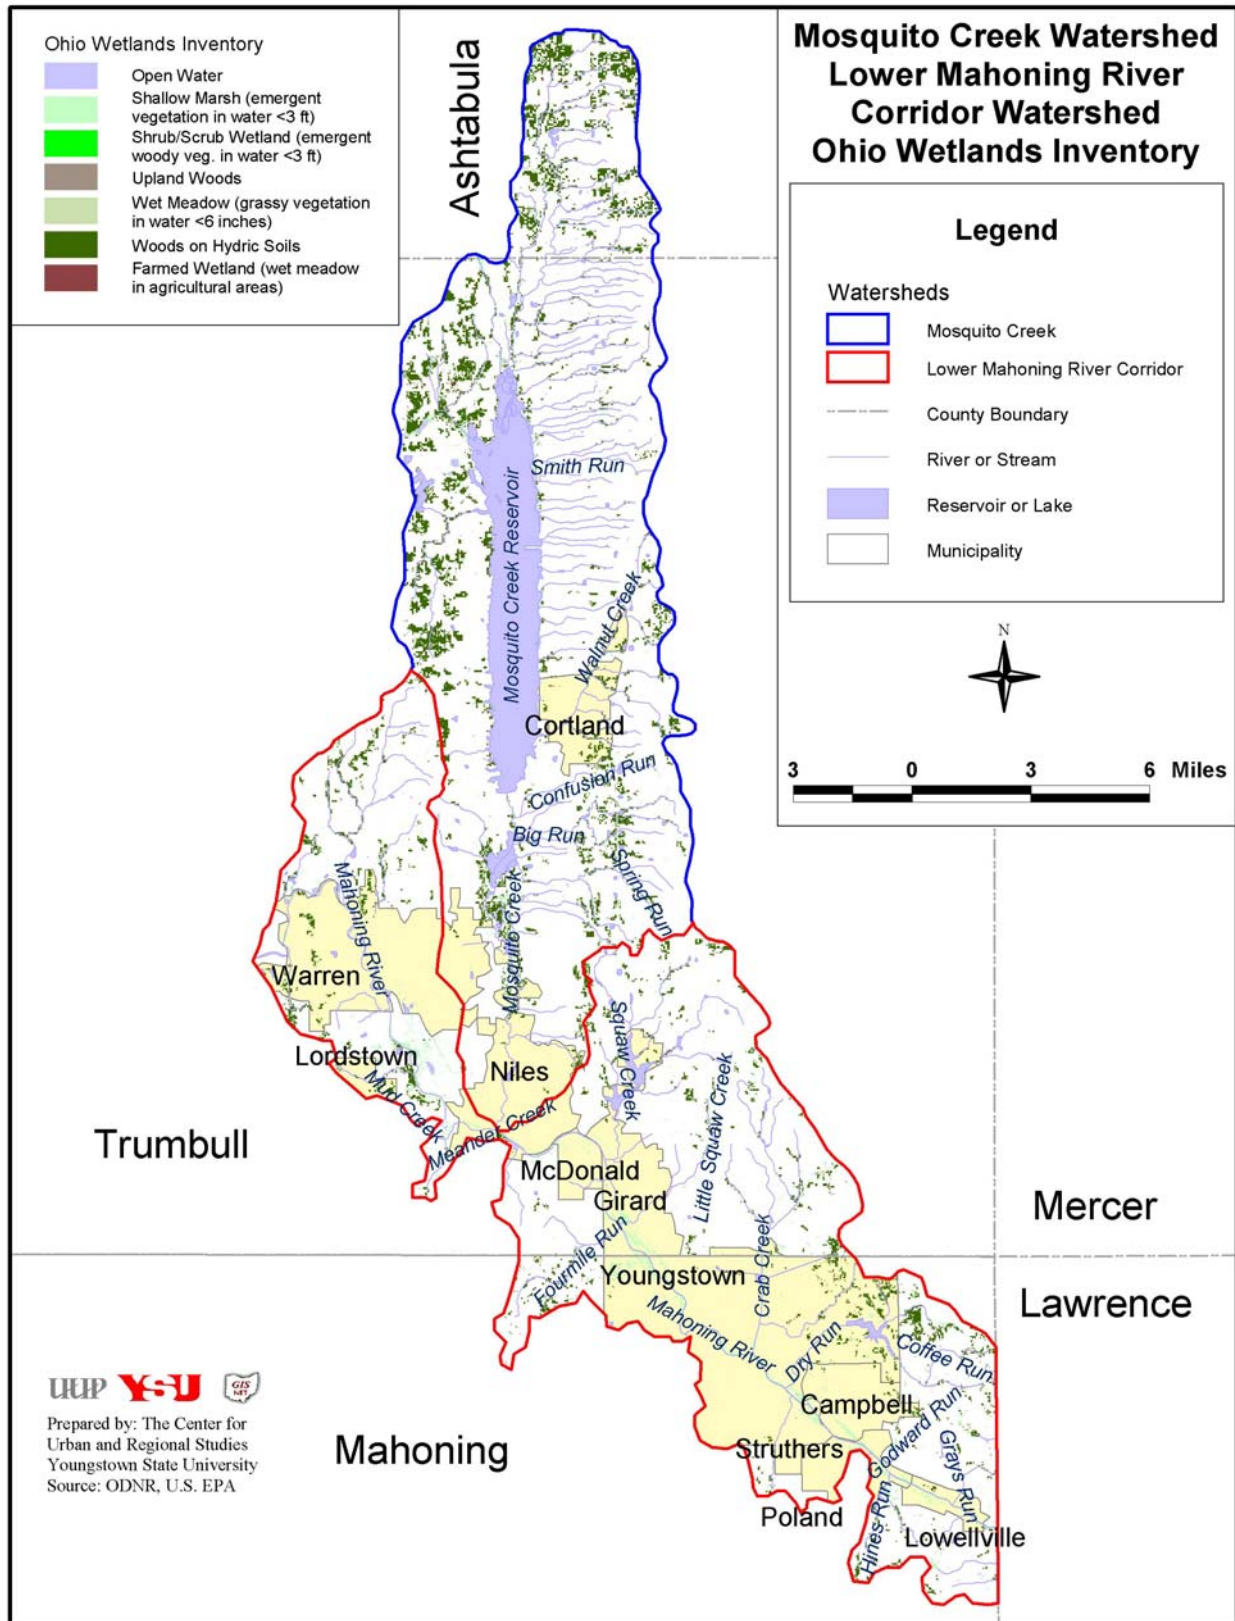 Ohio Wetlands Inventory
Open Water
Shallow Marsh (emergent
vegetation in water <3 ft)
Shrub/Scrub Wetland (emergent
woody veg. in water <3 ft)
Upland Woods
Wet Meadow (grassy vegetation
in water <6 inches)
Woods on Hydric Soils
Farmed Wetland (wet meadow
in agricultural areas)
Mosquito Creek Watershed
Lower Mahoning River
Corridor Watershed
Ohio Wetlands Inventory
Legend
Watersheds
Mosquito Creek
Lower Mahoning River Corridor
County Boundary
River or Stream
Reservoir or Lake
Municipality
N
3 0 3 6 Miles
Ashtabula
Smith Run
Mosquito Creek Reservoir
Walnut Creek
Cortland
Confusion Run
Big Run
Spring Run
Mahoning River
Mosquito Creek
Warren
Lordstown
Niles
Squaw Creek
Little Squaw Creek
Mud Creek
Meander Creek
Trumbull
McDonald
Girard
Mercer
Fourmile Run
Youngstown
Crab Creek
Lawrence
Mahoning River
Dry Run
Coffee Run
Campbell
Godward Run
Grays Run
Mahoning
Struthers
Poland
Hines Run
Lowellville
UUP YSU GIS NET
Prepared by: The Center for
Urban and Regional Studies
Youngstown State University
Source: ODNR, U.S. EPA